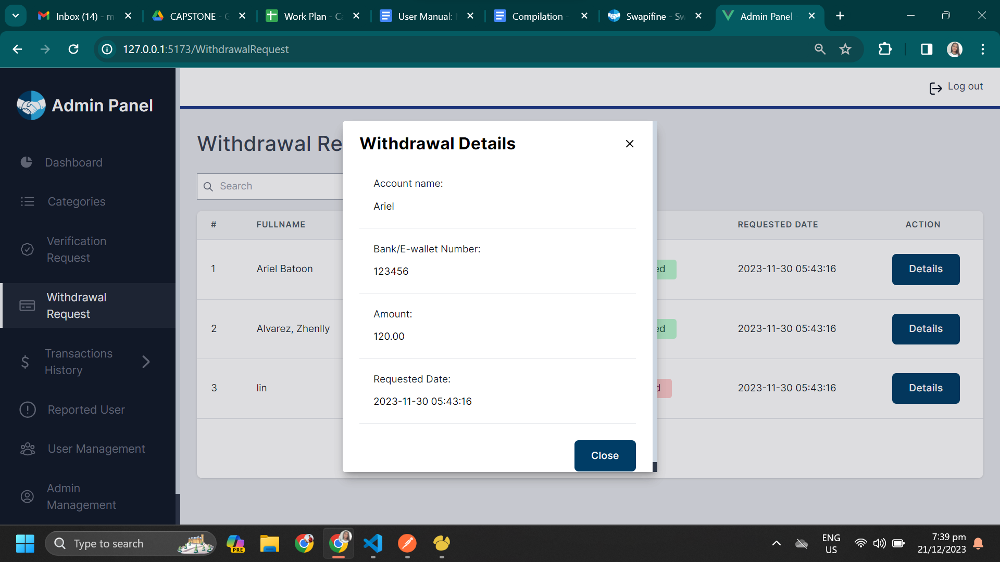 Inbox (14) - m
CAPSTONE - G
Work Plan - Ca
User Manual:
Compilation -
Swapifine - Sw
Admin Panel -
127.0.0.1:5173/WithdrawalRequest
Admin Panel
Log out
Dashboard
Categories
Verification
Request
Withdrawal
Request
Transactions
History
Reported User
User Management
Admin
Management
Withdrawal Re
Search
# FULLNAME REQUESTED DATE ACTION
1 Ariel Batoon ed 2023-11-30 05:43:16 Details
2 Alvarez, Zhenlly ed 2023-11-30 05:43:16 Details
3 lin d 2023-11-30 05:43:16 Details
Withdrawal Details
Account name:
Ariel
Bank/E-wallet Number:
123456
Amount:
120.00
Requested Date:
2023-11-30 05:43:16
Close
Type to search
PRE
ENG
US
7:39 pm
21/12/2023